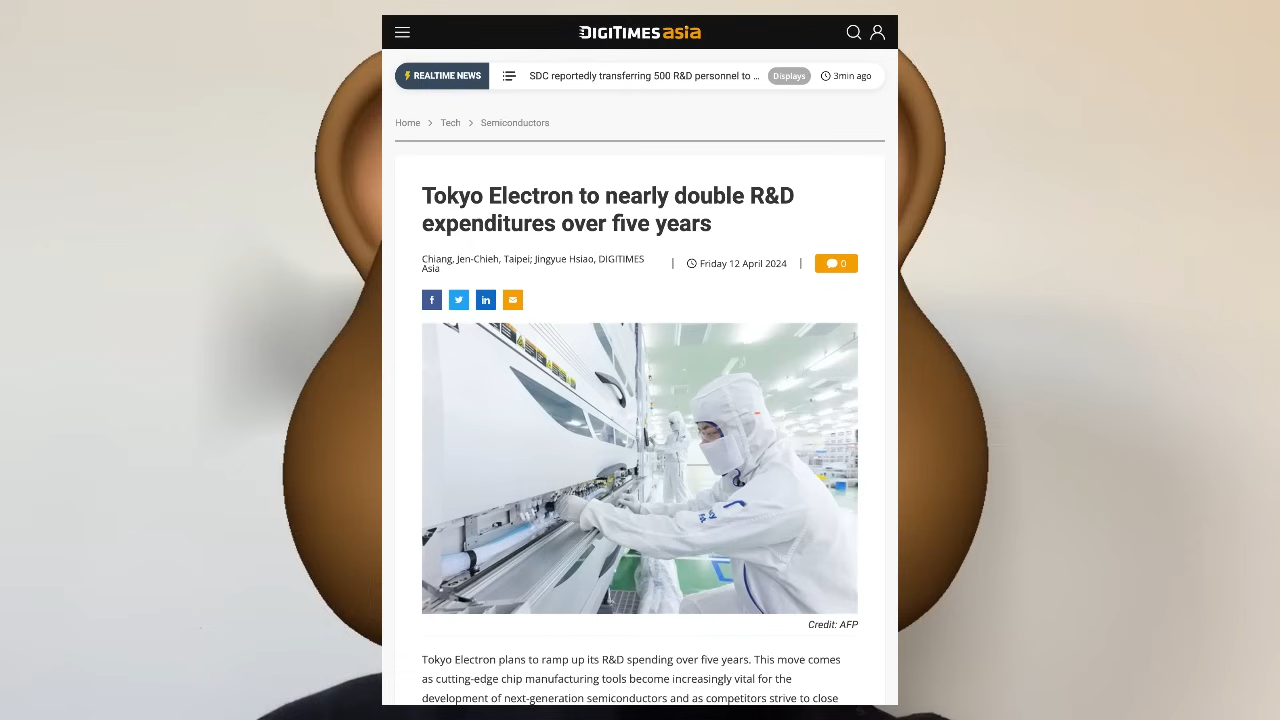 DIGITIMES asia
REALTIME NEWS
SDC reportedly transferring 500 R&D personnel to ...
Displays
3min ago
Home > Tech > Semiconductors
Tokyo Electron to nearly double R&D
expenditures over five years
Chiang, Jen-Chieh, Taipei; Jingyue Hsiao, DIGITIMES
Asia
| Friday 12 April 2024 |
0
Credit: AFP
Tokyo Electron plans to ramp up its R&D spending over five years. This move comes
as cutting-edge chip manufacturing tools become increasingly vital for the
development of next-generation semiconductors and as competitors strive to close